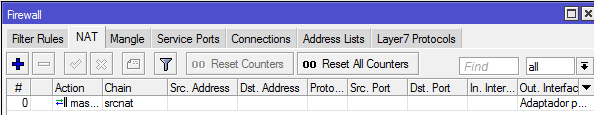 Firewall
Filter Rules NAT Mangle Service Ports Connections Address Lists Layer7 Protocols
00 Reset Counters 00 Reset All Counters Find all
# Action Chain Src. Address Dst. Address Proto... Src. Port Dst. Port In. Inter... Out. Interfac
0 mas... srcnat Adaptador p...